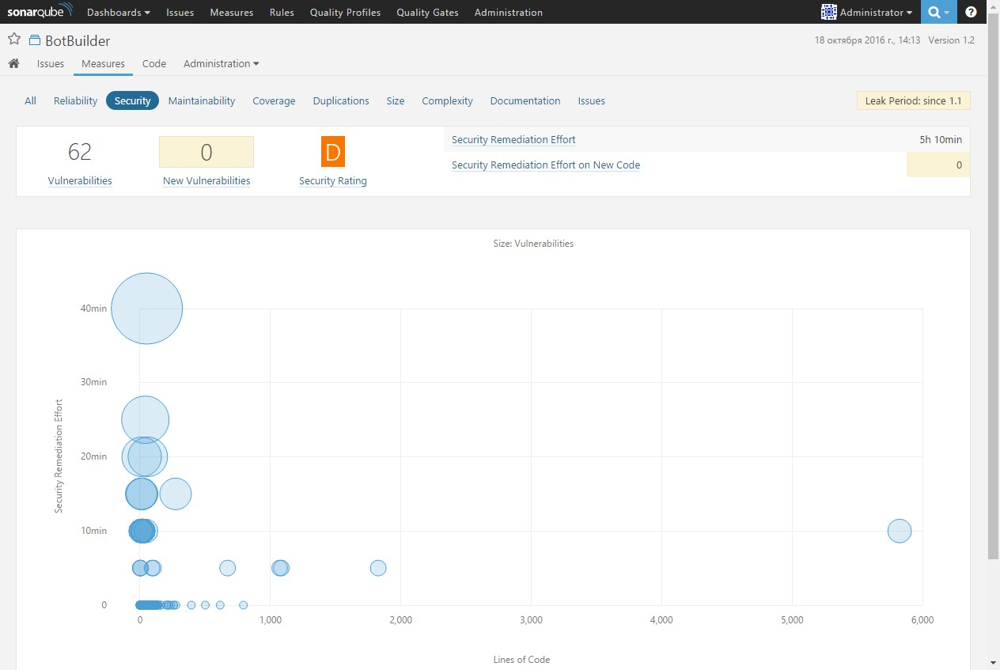 sonarqube Dashboards Issues Measures Rules Quality Profiles Quality Gates Administration Administrator ?
BotBuilder 18 октября 2016 г., 14:13 Version 1.2
Issues Measures Code Administration
All Reliability Security Maintainability Coverage Duplications Size Complexity Documentation Issues Leak Period: since 1.1
62 0 D
Vulnerabilities New Vulnerabilities Security Rating
Security Remediation Effort 5h 10min
Security Remediation Effort on New Code 0
Size: Vulnerabilities
40min
30min
20min
10min
0
Security Remediation Effort
0 1,000 2,000 3,000 4,000 5,000 6,000
Lines of Code